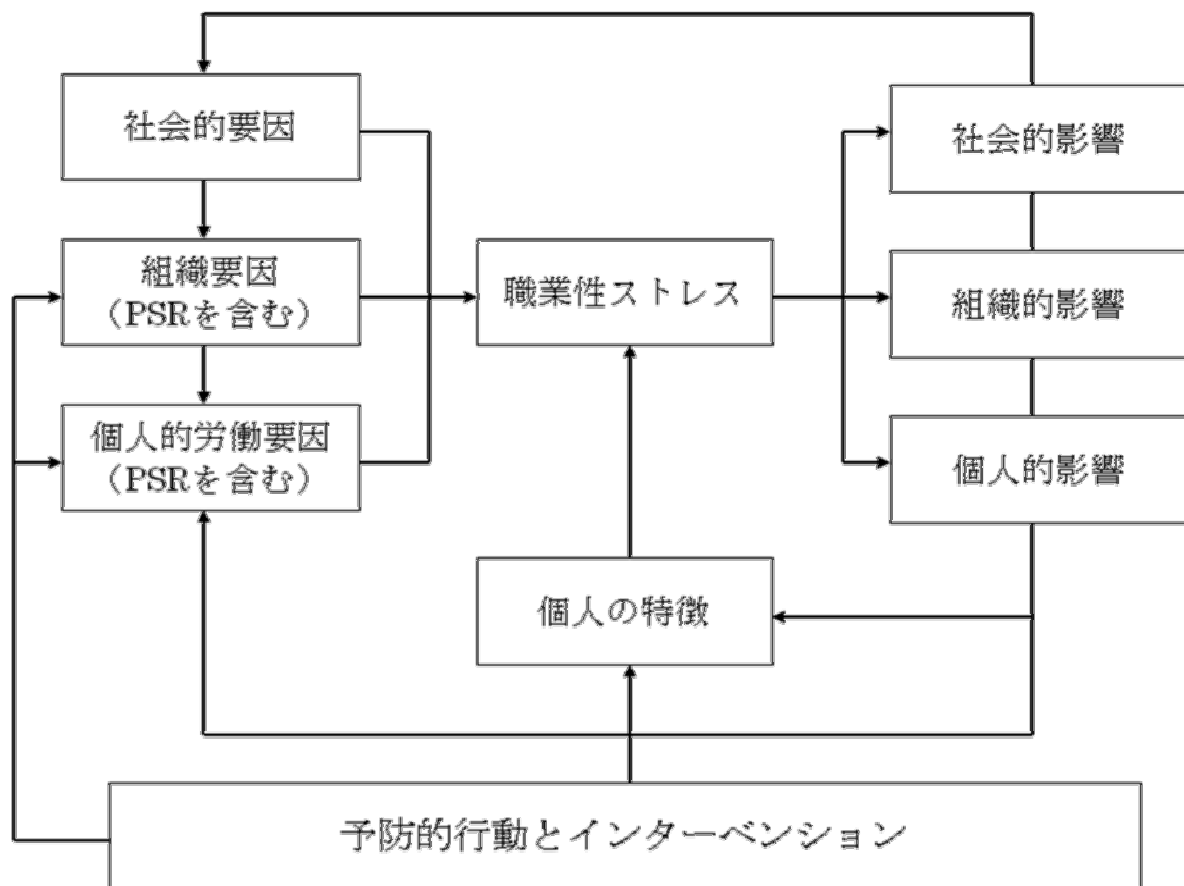 社会的要因
社会的影響
組織要因
（PSRを含む）
職業性ストレス
組織的影響
個人的労働要因
（PSRを含む）
個人的影響
個人の特徴
予防的行動とインターベンション